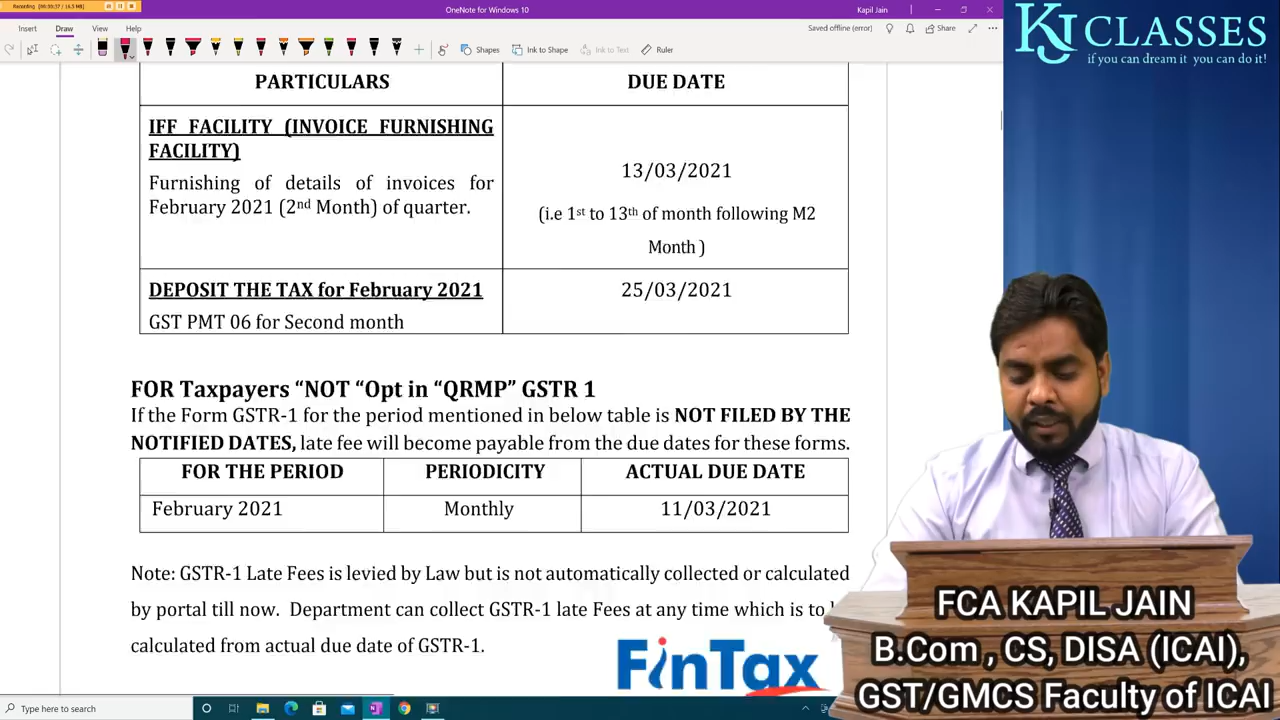 Recording
OneNote for Windows 10
Kapil Jain
Insert Draw View Help
Saved offline (error)
Share
Shapes Ink to Shape Ink to Text Ruler
KJ CLASSES
if you can dream it you can do it!
PARTICULARS DUE DATE
IFF FACILITY (INVOICE FURNISHING
FACILITY)
Furnishing of details of invoices for
February 2021 (2nd Month) of quarter.
13/03/2021
(i.e 1st to 13th of month following M2
Month )
DEPOSIT THE TAX for February 2021
GST PMT 06 for Second month
25/03/2021
FOR Taxpayers “NOT “Opt in “QRMP” GSTR 1
If the Form GSTR-1 for the period mentioned in below table is NOT FILED BY THE
NOTIFIED DATES, late fee will become payable from the due dates for these forms.
FOR THE PERIOD PERIODICITY ACTUAL DUE DATE
February 2021 Monthly 11/03/2021
Note: GSTR-1 Late Fees is levied by Law but is not automatically collected or calculated
by portal till now. Department can collect GSTR-1 late Fees at any time which is to
calculated from actual due date of GSTR-1.
FinTax
FCA KAPIL JAIN
B.Com , CS, DISA (ICAI),
GST/GMCS Faculty of ICAI
Type here to search